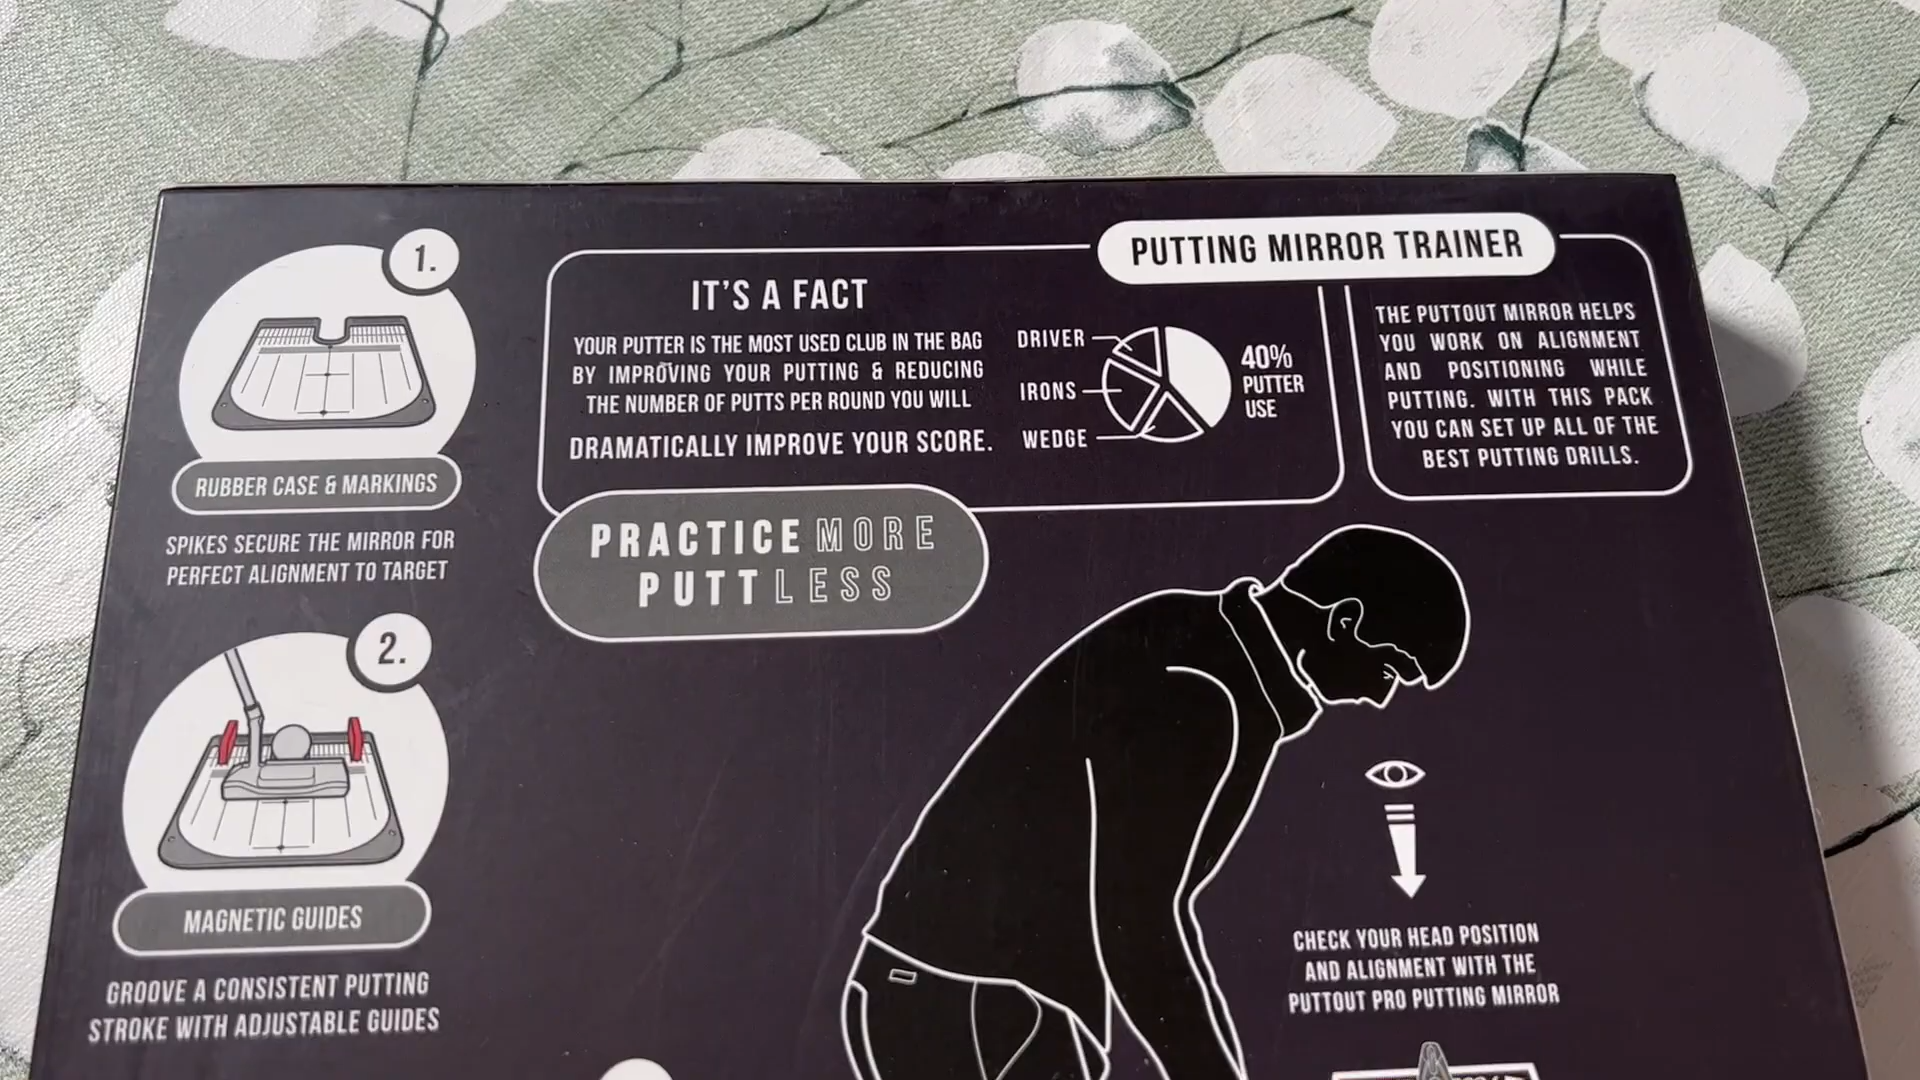 1.
RUBBER CASE & MARKINGS
SPIKES SECURE THE MIRROR FOR
PERFECT ALIGNMENT TO TARGET
2.
MAGNETIC GUIDES
GROOVE A CONSISTENT PUTTING
STROKE WITH ADJUSTABLE GUIDES
IT'S A FACT
YOUR PUTTER IS THE MOST USED CLUB IN THE BAG
BY IMPROVING YOUR PUTTING & REDUCING
THE NUMBER OF PUTTS PER ROUND YOU WILL
DRAMATICALLY IMPROVE YOUR SCORE.
DRIVER
IRONS
WEDGE
40%
PUTTER
USE
PUTTING MIRROR TRAINER
THE PUTTOUT MIRROR HELPS
YOU WORK ON ALIGNMENT
AND POSITIONING WHILE
PUTTING. WITH THIS PACK
YOU CAN SET UP ALL OF THE
BEST PUTTING DRILLS.
PRACTICE MORE
PUTT LESS
CHECK YOUR HEAD POSITION
AND ALIGNMENT WITH THE
PUTTOUT PRO PUTTING MIRROR